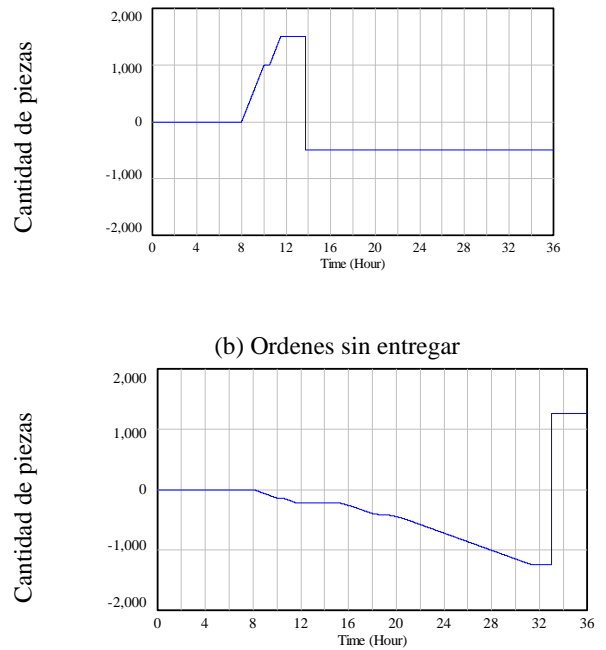 Cantidad de piezas
2,000
1,000
0
-1,000
-2,000
0 4 8 12 16 20 24 28 32 36
Time (Hour)
(b) Ordenes sin entregar
Cantidad de piezas
2,000
1,000
0
-1,000
-2,000
0 4 8 12 16 20 24 28 32 36
Time (Hour)